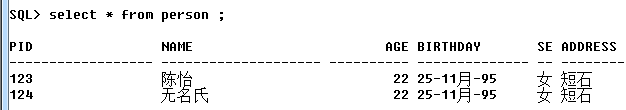 SQL> select * from person ;
PID NAME AGE BIRTHDAY SE ADDRESS
------------------ -------------------- ---------- -------------- -- ----------
123 陈怡 22 25-11月-95 女 短石
124 无名氏 22 25-11月-95 女 短石